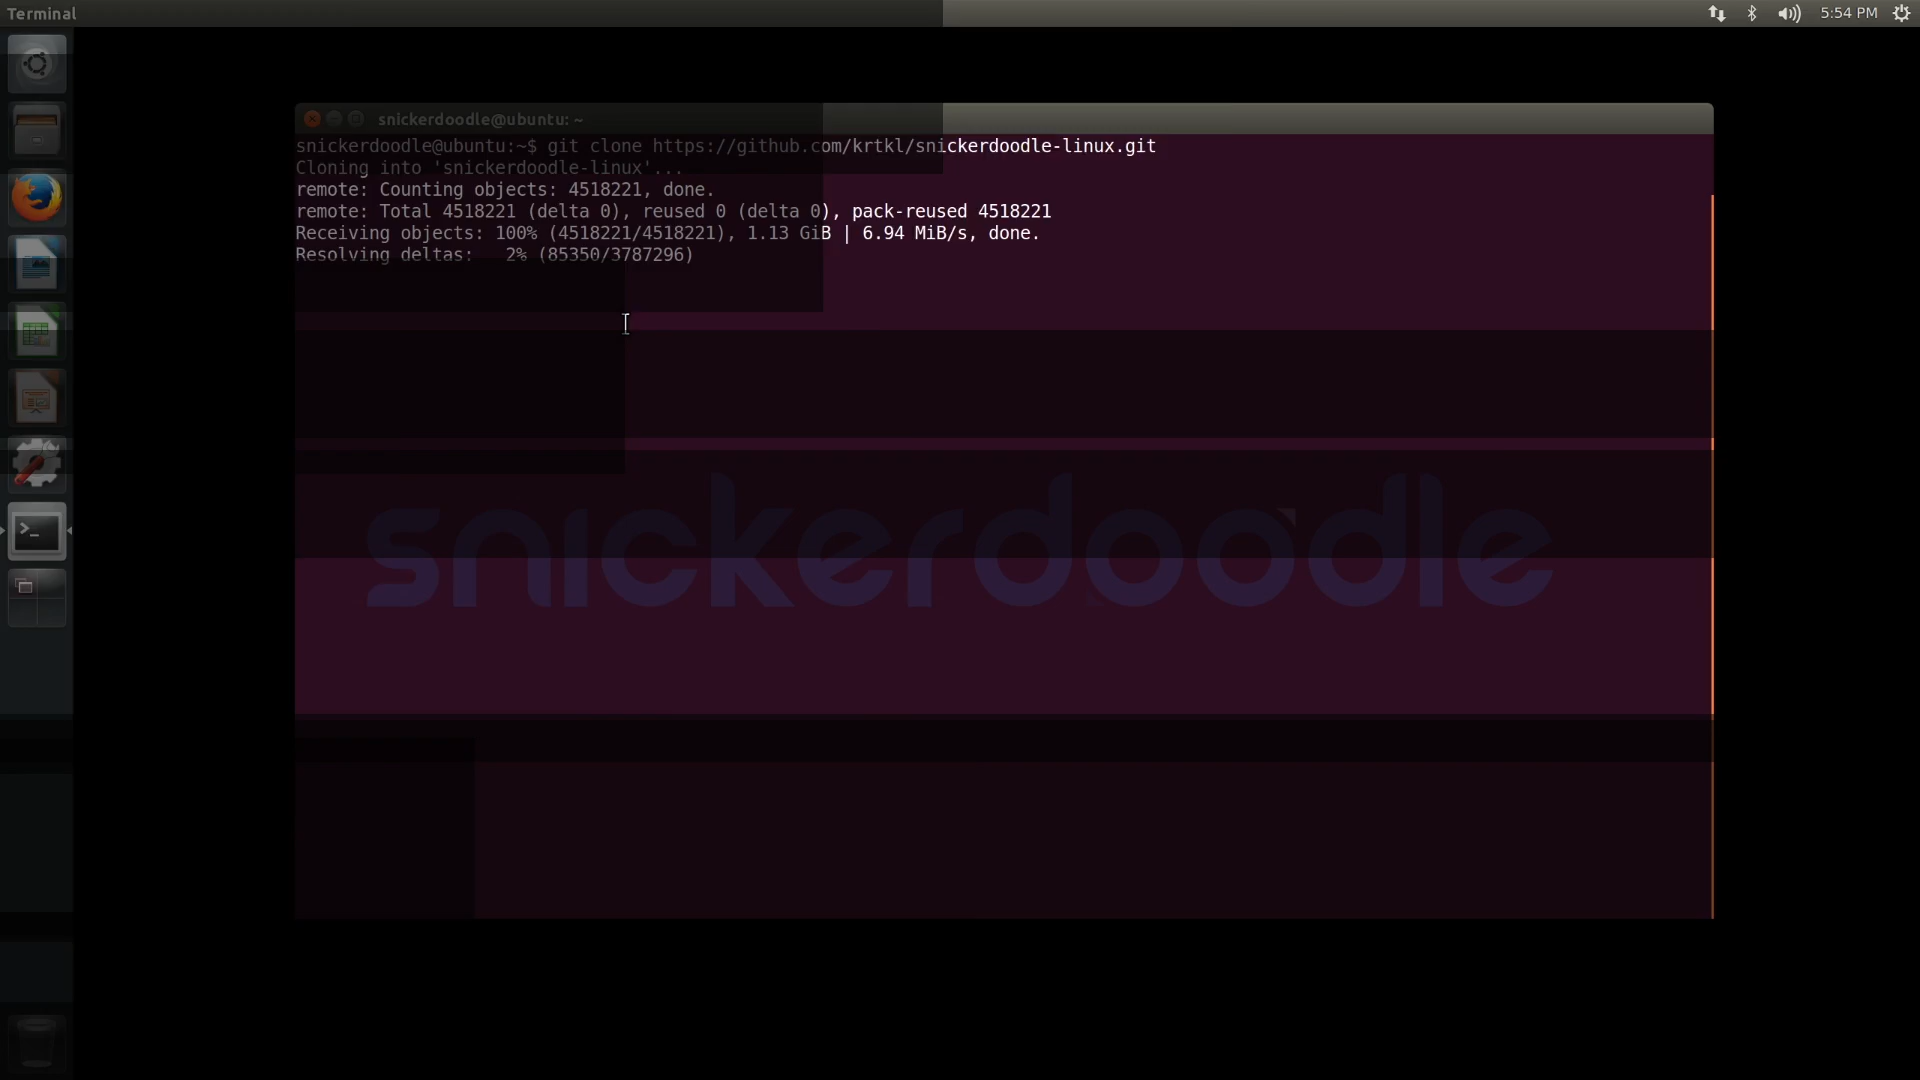 Terminal
5:54 PM
snickerdoodle@ubuntu: ~
snickerdoodle@ubuntu:~$ git clone https://github.com/krtkl/snickerdoodle-linux.git
Cloning into 'snickerdoodle-linux'...
remote: Counting objects: 4518221, done.
remote: Total 4518221 (delta 0), reused 0 (delta 0), pack-reused 4518221
Receiving objects: 100% (4518221/4518221), 1.13 GiB | 6.94 MiB/s, done.
Resolving deltas:   2% (85350/3787296)
snickerdoodle